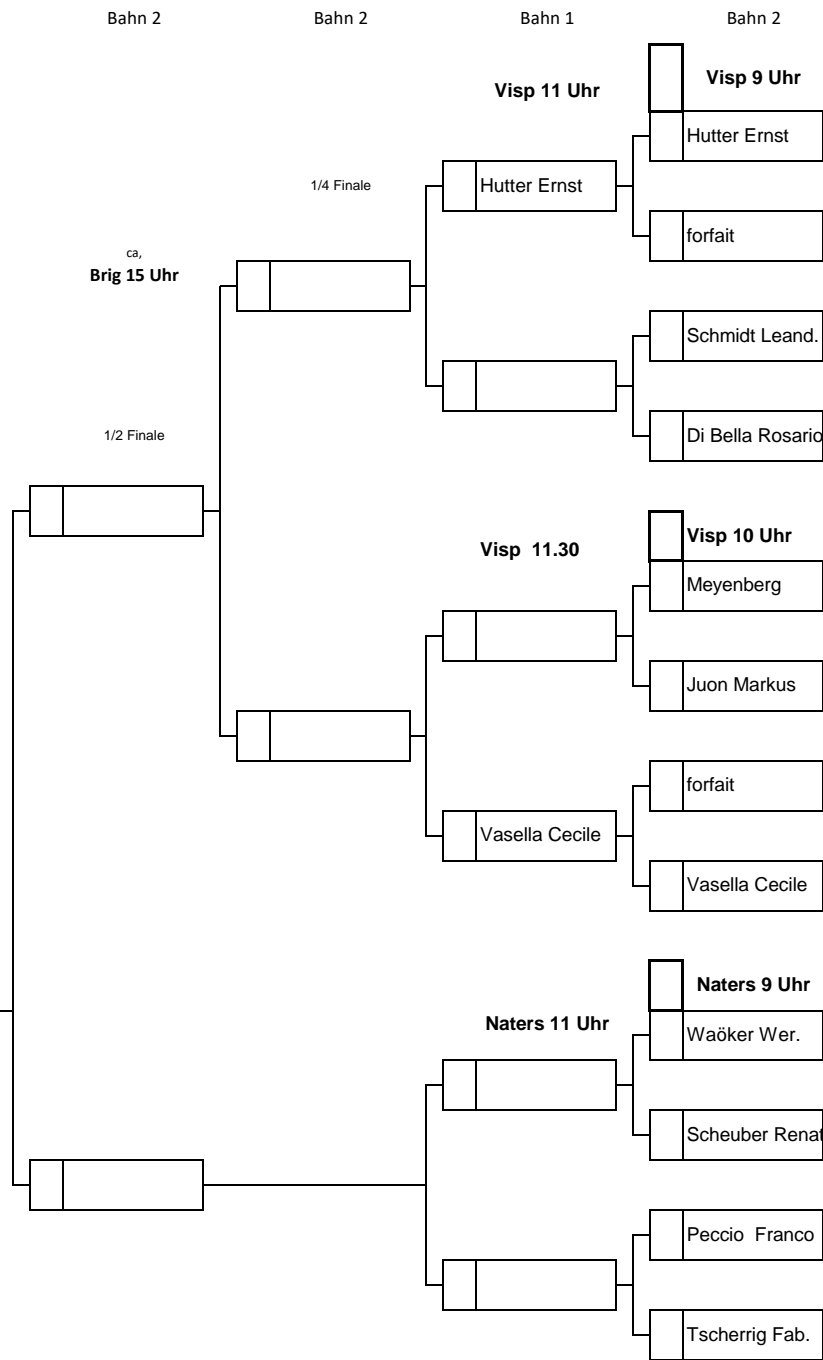 Bahn 2 Bahn 2 Bahn 1 Bahn 2
Visp 11 Uhr Visp 9 Uhr
Hutter Ernst
1/4 Finale Hutter Ernst
forfait
ca,
Brig 15 Uhr
Schmidt Leand.
1/2 Finale Di Bella Rosario
Visp  11.30 Visp 10 Uhr
Meyenberg
Juon Markus
forfait
Vasella Cecile
Vasella Cecile
Naters 9 Uhr
Naters 11 Uhr
Waöker Wer.
Scheuber Renat
Peccio  Franco
Tscherrig Fab.